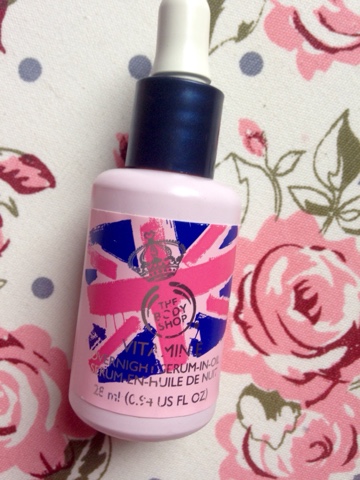 THE
BODY
SHOP
VITAMIN E
OVERNIGHT SERUM-IN-OIL
SÉRUM EN-HUILE DE NUIT
28 ml (0.94 US FL OZ)